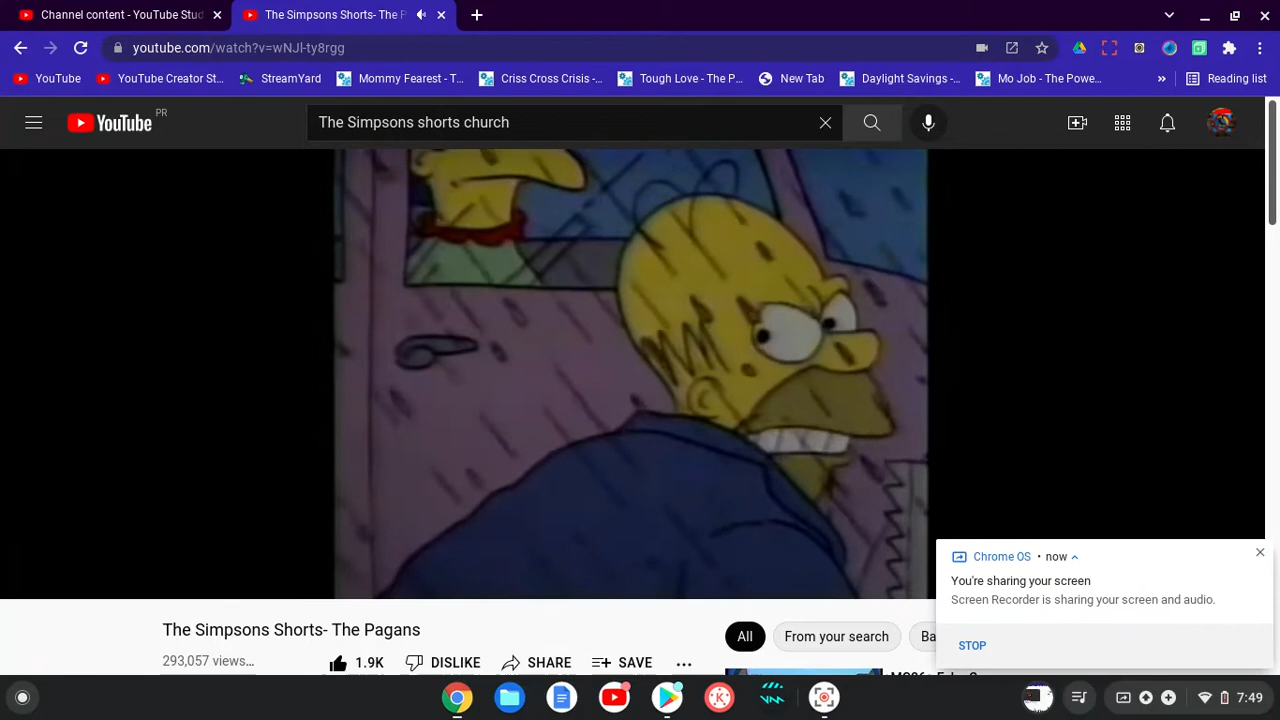 Channel content - YouTube Stud
The Simpsons Shorts- The P
youtube.com/watch?v=wNJl-ty8rgg
YouTube
YouTube Creator St...
StreamYard
Mommy Fearest - T...
Criss Cross Crisis -...
Tough Love - The P...
New Tab
Daylight Savings -...
Mo Job - The Powe...
»
Reading list
YouTube PR
The Simpsons shorts church
Chrome OS • now
You're sharing your screen
Screen Recorder is sharing your screen and audio.
STOP
The Simpsons Shorts- The Pagans
293,057 views...
1.9K
DISLIKE
SHARE
SAVE
All
From your search
Ba
7:49